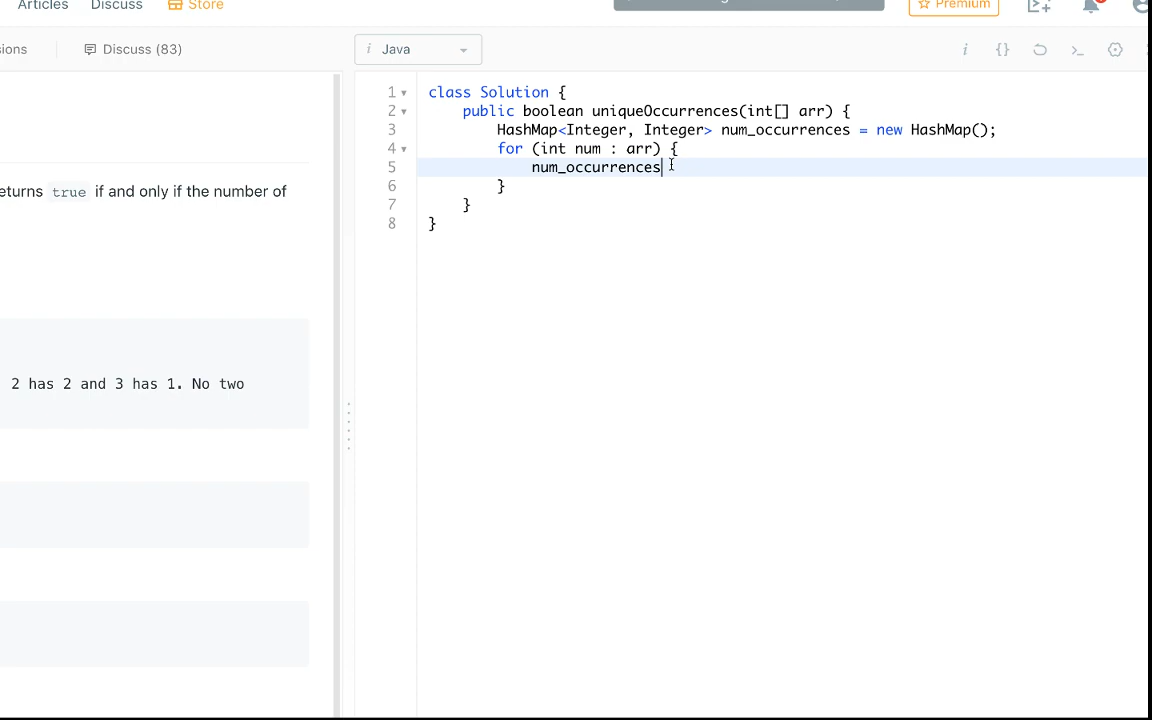 Articles Discuss Store
Premium
sions Discuss (83)
i Java
i {}
eturns true if and only if the number of
2 has 2 and 3 has 1. No two
1 class Solution {
2 public boolean uniqueOccurrences(int[] arr) {
3 HashMap<Integer, Integer> num_occurrences = new HashMap();
4 for (int num : arr) {
5 num_occurrences
6 }
7 }
8 }